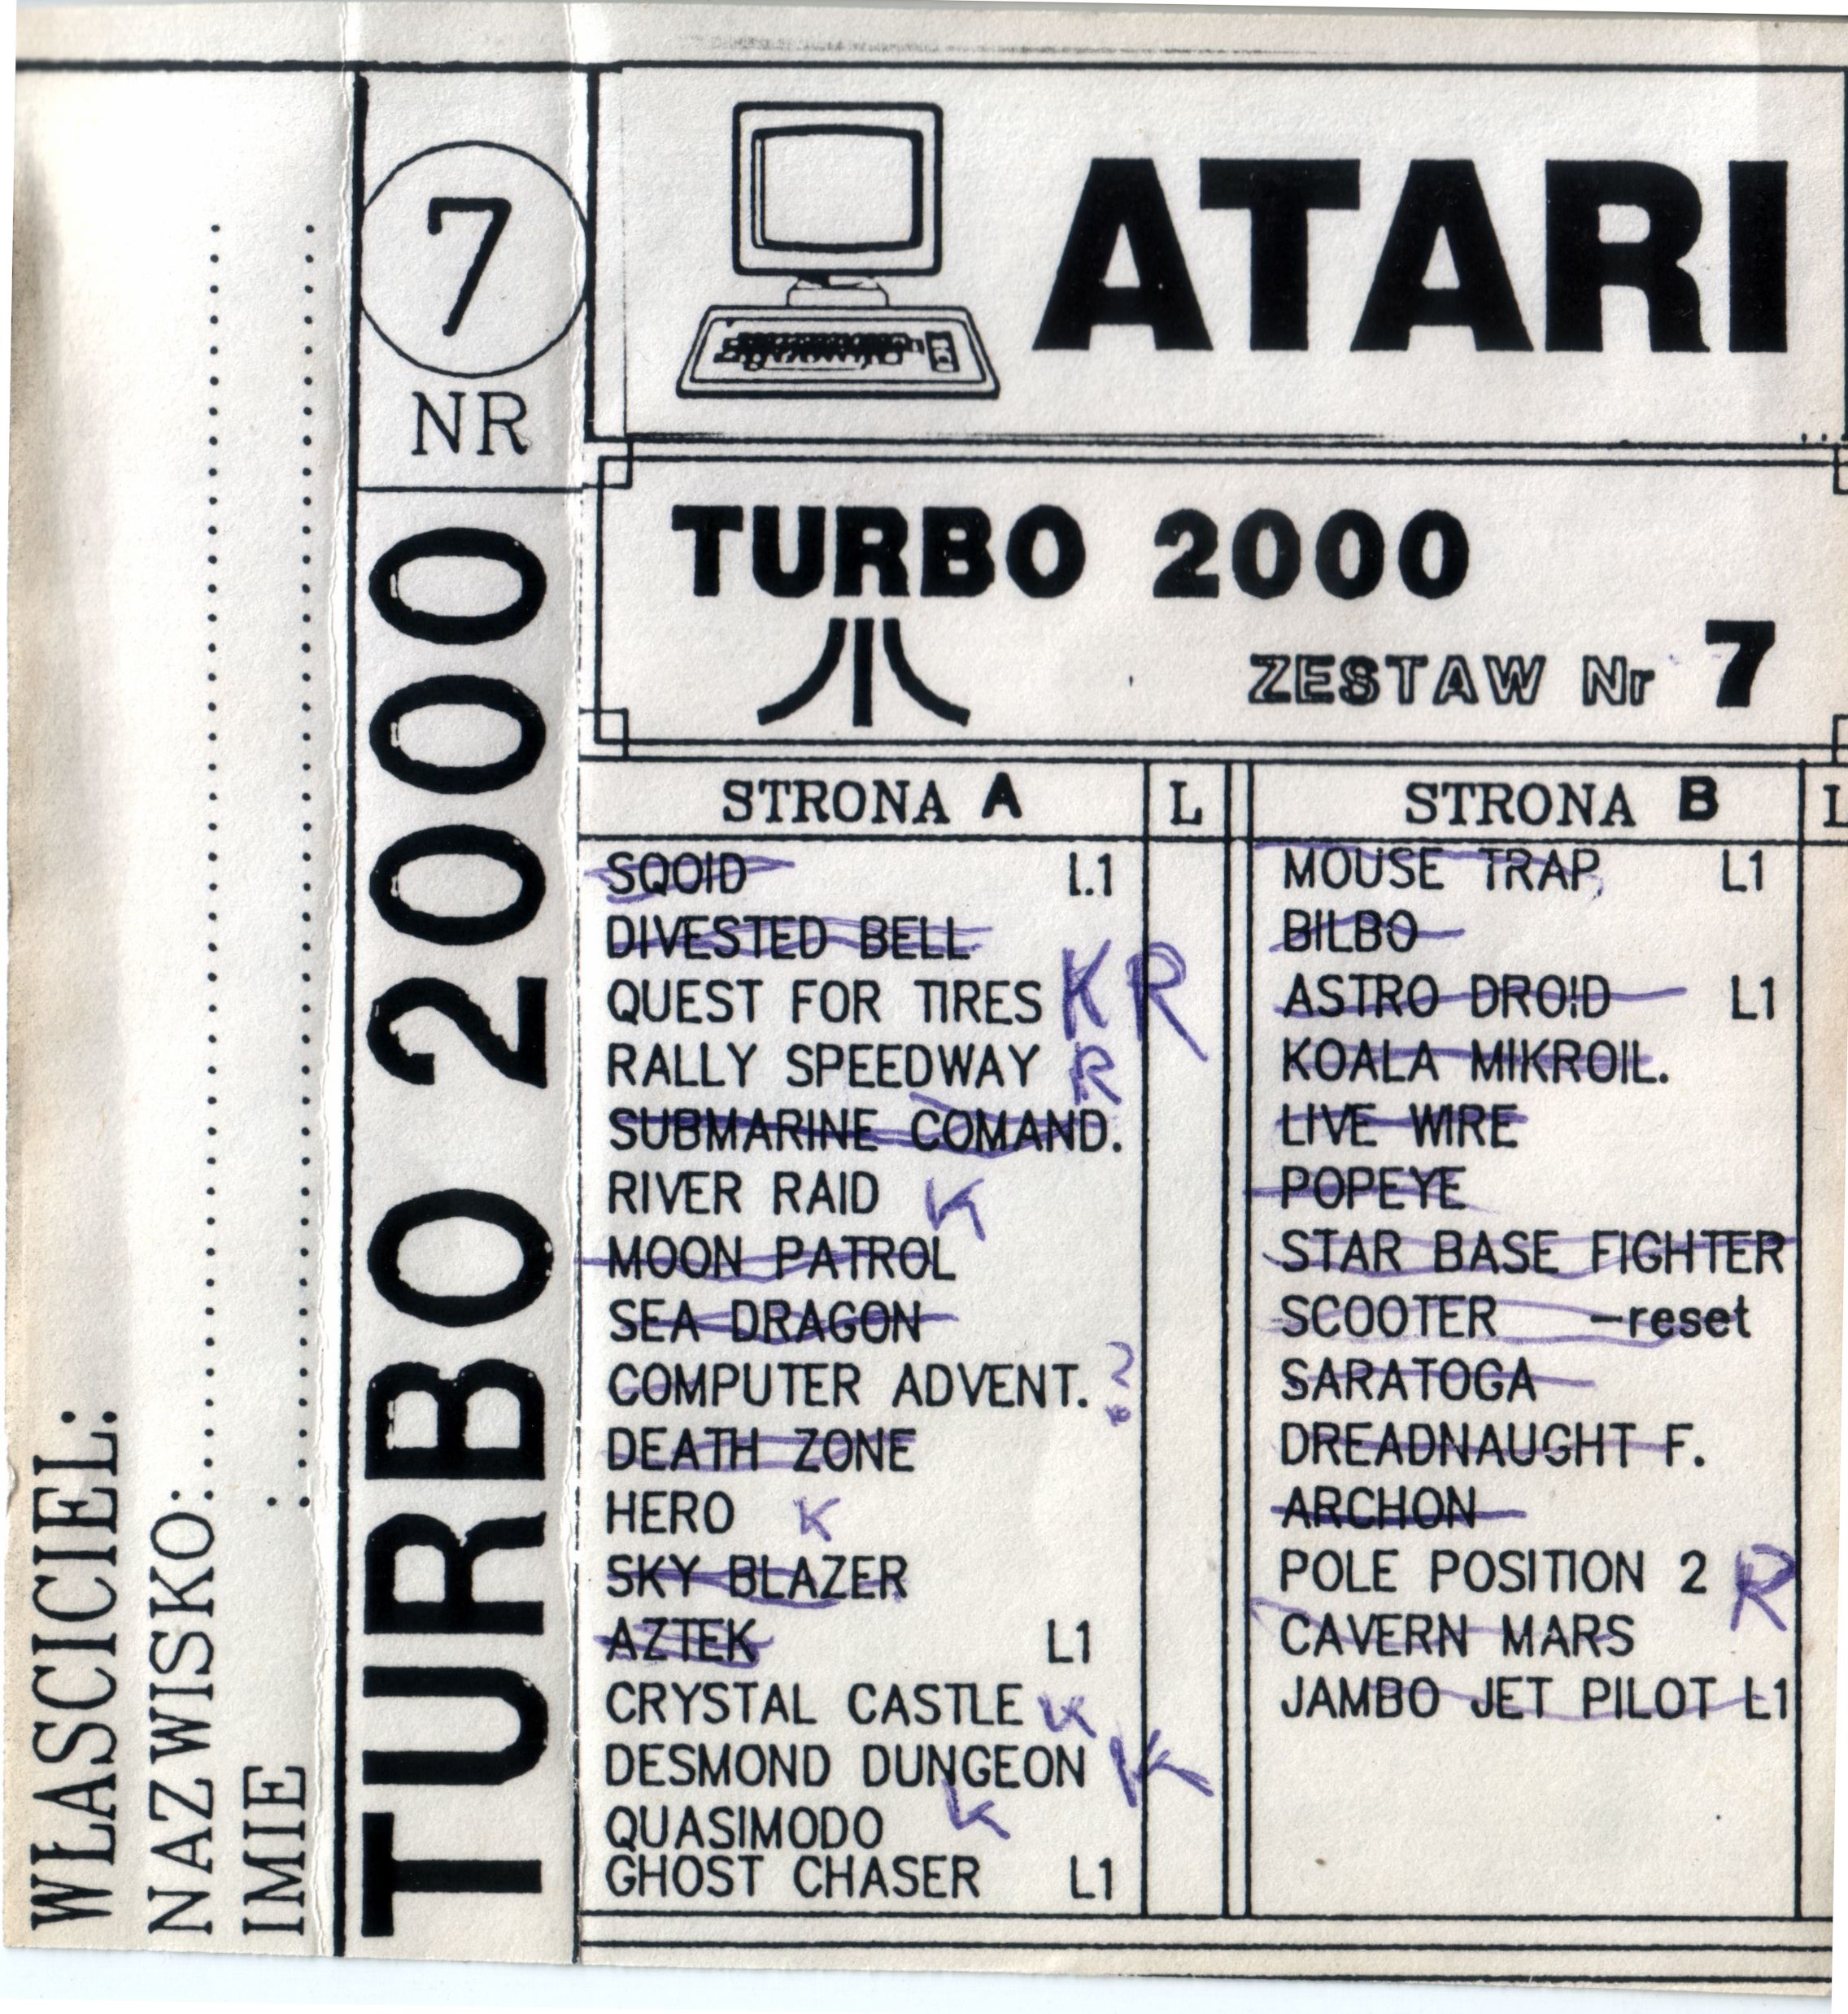 WŁASCICIEL:
NAZWISKO:
IMIE
7
NR
TURBO 2000
ATARI
TURBO 2000
ZESTAW Nr 7
STRONA A L
SQOID L1
DIVESTED BELL
QUEST FOR TIRES KR
RALLY SPEEDWAY R
SUBMARINE COMAND.
RIVER RAID K
MOON PATROL
SEA DRAGON
COMPUTER ADVENT. ?
DEATH ZONE
HERO K
SKY BLAZER
AZTEK L1
CRYSTAL CASTLE K
DESMOND DUNGEON K
QUASIMODO K
GHOST CHASER L1
STRONA B L
MOUSE TRAP L1
BILBO
ASTRO DROID L1
KOALA MIKROIL.
LIVE WIRE
POPEYE
STAR BASE FIGHTER
SCOOTER -reset
SARATOGA
DREADNAUGHT F.
ARCHON
POLE POSITION 2 R
CAVERN MARS
JAMBO JET PILOT L1